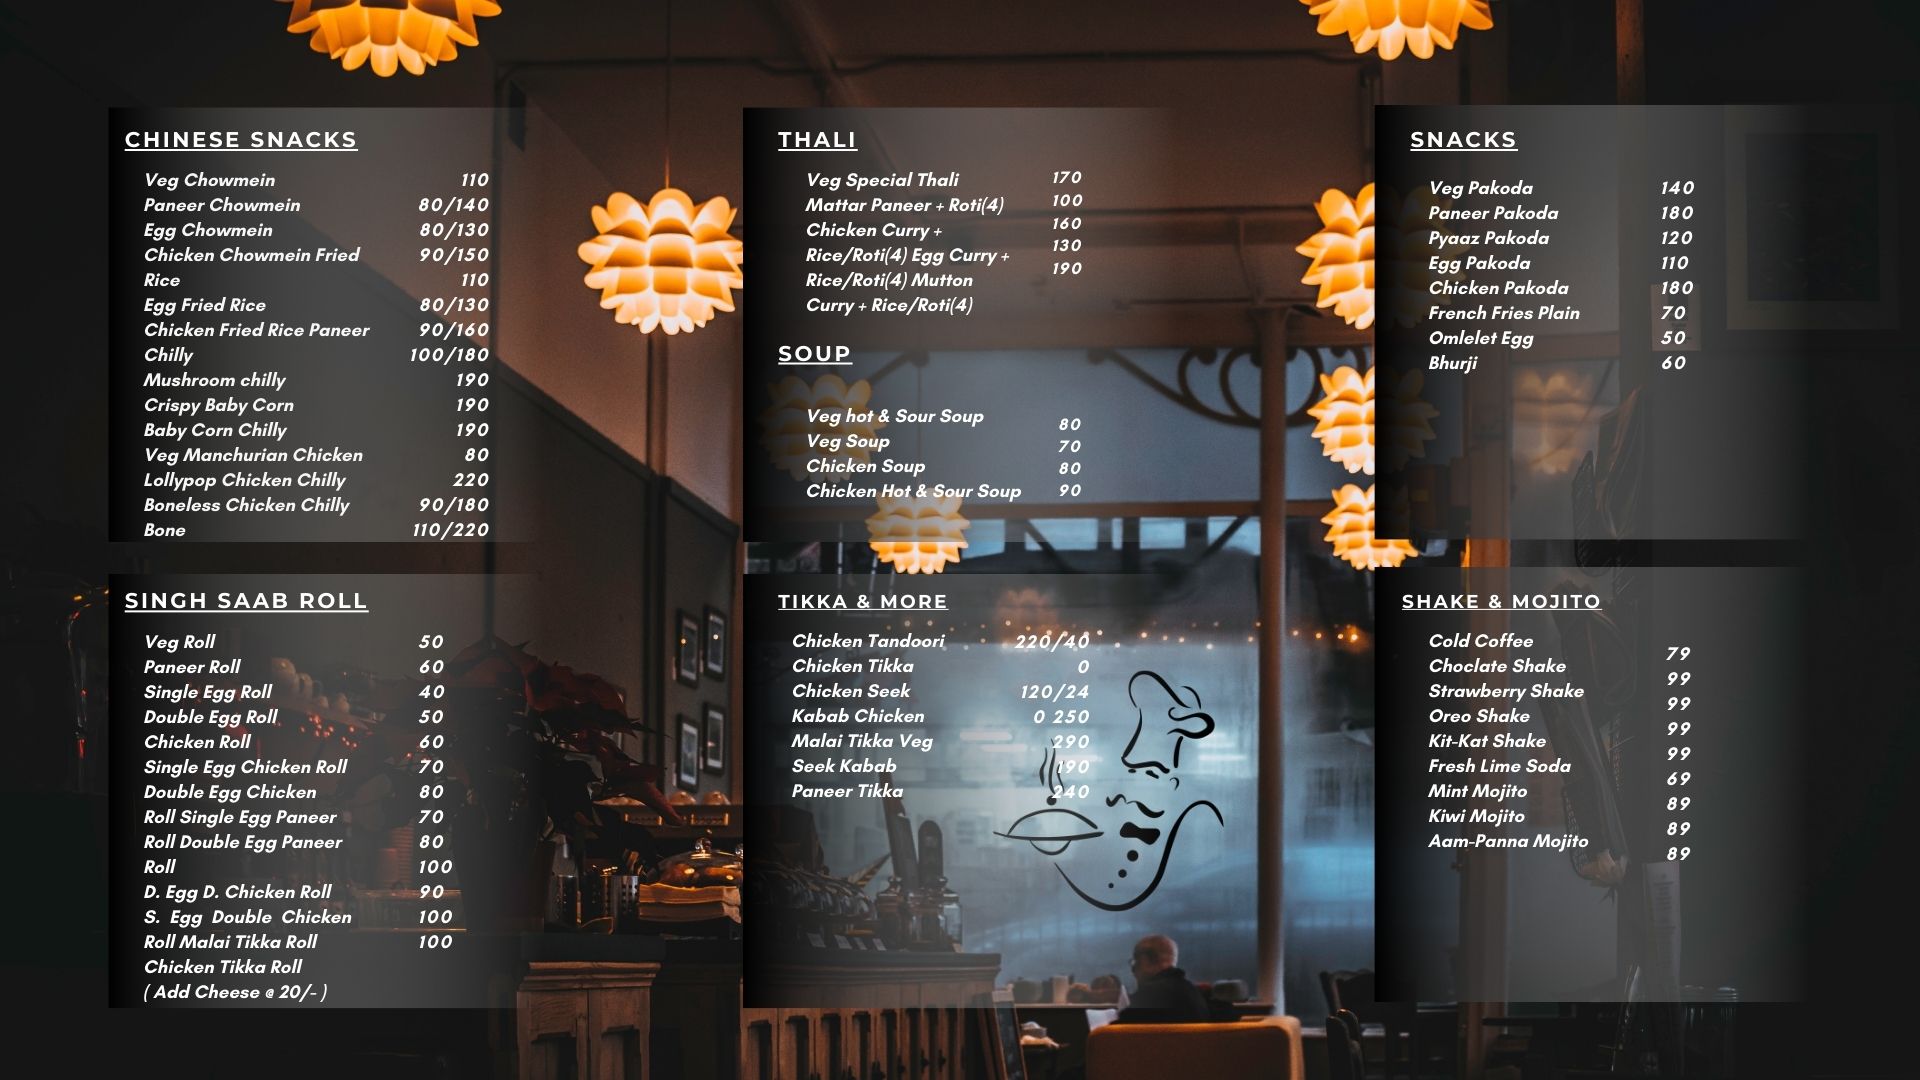 CHINESE SNACKS
Veg Chowmein 110
Paneer Chowmein 80/140
Egg Chowmein 80/130
Chicken Chowmein Fried 90/150
Rice 110
Egg Fried Rice 80/130
Chicken Fried Rice Paneer 90/160
Chilly 100/180
Mushroom chilly 190
Crispy Baby Corn 190
Baby Corn Chilly 190
Veg Manchurian Chicken 80
Lollypop Chicken Chilly 220
Boneless Chicken Chilly 90/180
Bone 110/220
SINGH SAAB ROLL
Veg Roll 50
Paneer Roll 60
Single Egg Roll 40
Double Egg Roll 50
Chicken Roll 60
Single Egg Chicken Roll 70
Double Egg Chicken 80
Roll Single Egg Paneer 70
Roll Double Egg Paneer 80
Roll 100
D. Egg D. Chicken Roll 90
S. Egg Double Chicken 100
Roll Malai Tikka Roll 100
Chicken Tikka Roll
( Add Cheese @ 20/- )
THALI
Veg Special Thali 170
Mattar Paneer + Roti(4) 100
Chicken Curry + 160
Rice/Roti(4) Egg Curry + 130
Rice/Roti(4) Mutton 190
Curry + Rice/Roti(4)
SOUP
Veg hot & Sour Soup 80
Veg Soup 70
Chicken Soup 80
Chicken Hot & Sour Soup 90
TIKKA & MORE
Chicken Tandoori 220/40
Chicken Tikka 0
Chicken Seek 120/24
Kabab Chicken 0 250
Malai Tikka Veg 290
Seek Kabab 190
Paneer Tikka 240
SNACKS
Veg Pakoda 140
Paneer Pakoda 180
Pyaaz Pakoda 120
Egg Pakoda 110
Chicken Pakoda 180
French Fries Plain 70
Omlelet Egg 50
Bhurji 60
SHAKE & MOJITO
Cold Coffee 79
Choclate Shake 99
Strawberry Shake 99
Oreo Shake 99
Kit-Kat Shake 99
Fresh Lime Soda 69
Mint Mojito 89
Kiwi Mojito 89
Aam-Panna Mojito 89